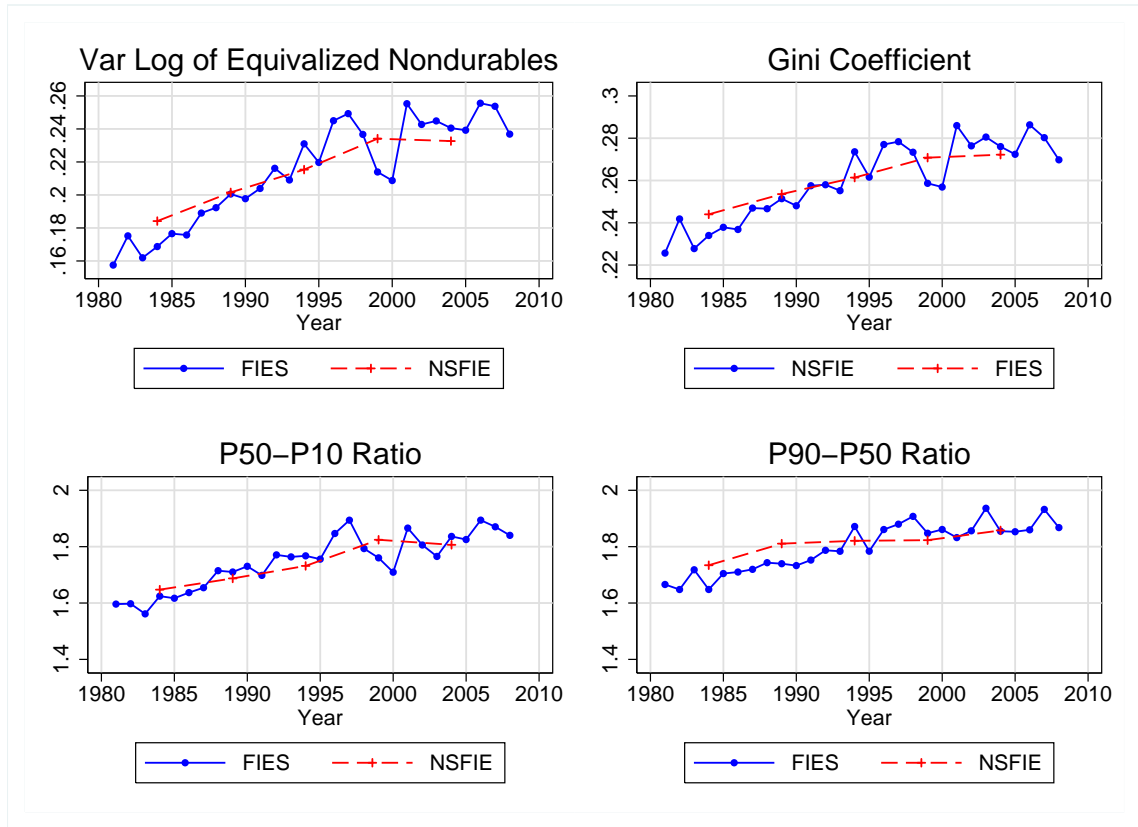 Var Log of Equivalized Nondurables
.16 .18 .2 .22 .24 .26
1980 1985 1990 1995 2000 2005 2010
Year
FIES NSFIE
Gini Coefficient
.22 .24 .26 .28 .3
1980 1985 1990 1995 2000 2005 2010
Year
NSFIE FIES
P50−P10 Ratio
1.4 1.6 1.8 2
1980 1985 1990 1995 2000 2005 2010
Year
FIES NSFIE
P90−P50 Ratio
1.4 1.6 1.8 2
1980 1985 1990 1995 2000 2005 2010
Year
FIES NSFIE